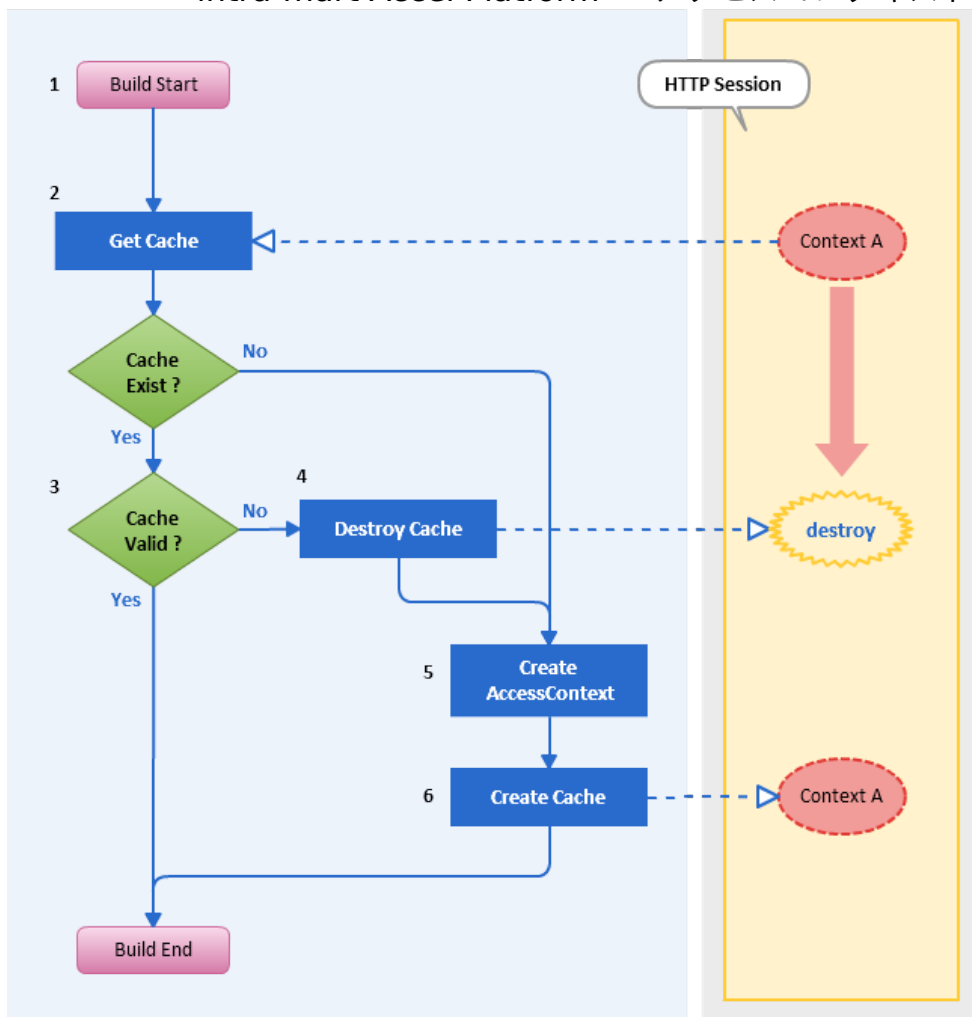 1
Build Start
HTTP Session
2
Get Cache
Context A
Cache
Exist ?
No
Yes
3
4
Cache
Valid ?
No
Destroy Cache
destroy
Yes
5
Create
AccessContext
6
Create Cache
Context A
Build End